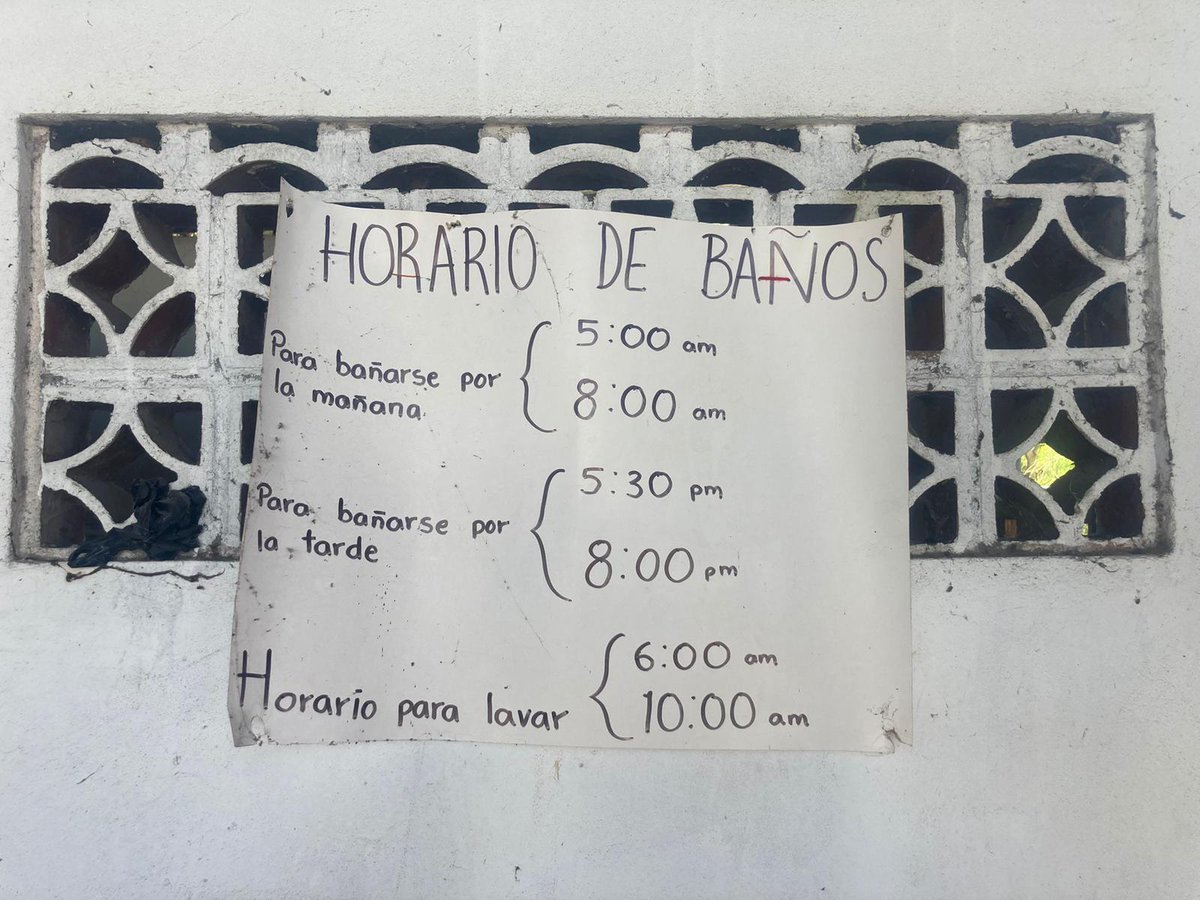 HORARIO DE BAÑOS
Para bañarse por
la mañana
5:00 am
8:00 am
Para bañarse por
la tarde
5:30 pm
8:00 pm
Horario para lavar
6:00 am
10:00 am